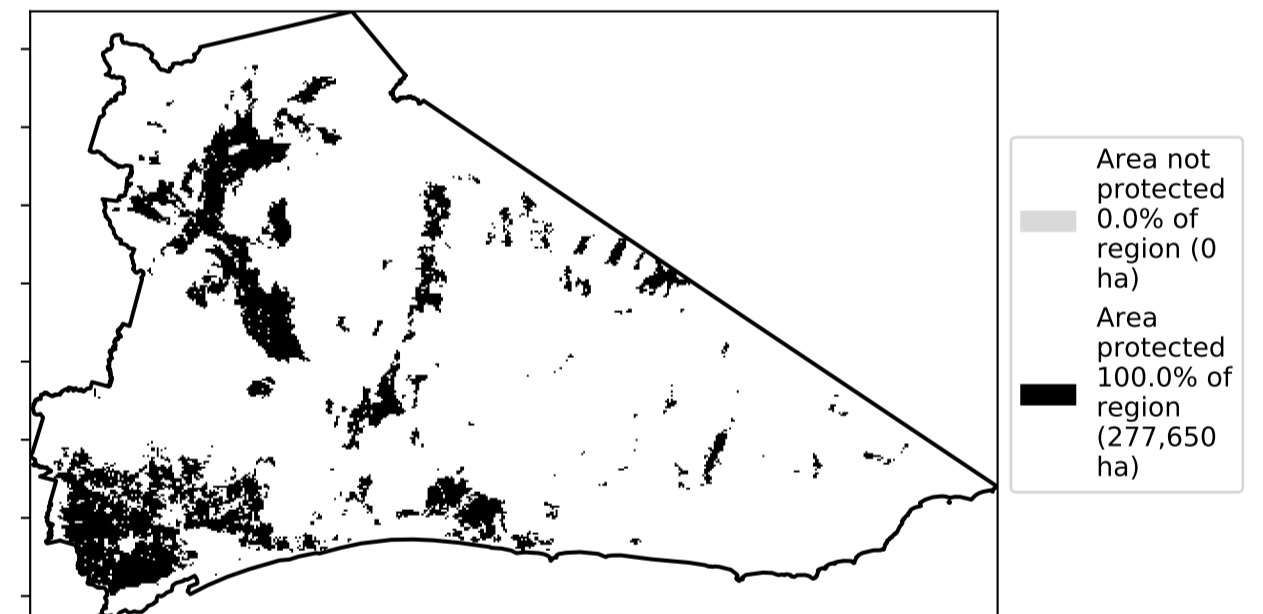 Area not
protected
0.0% of
region (0
ha)
Area
protected
100.0% of
region
(277,650
ha)